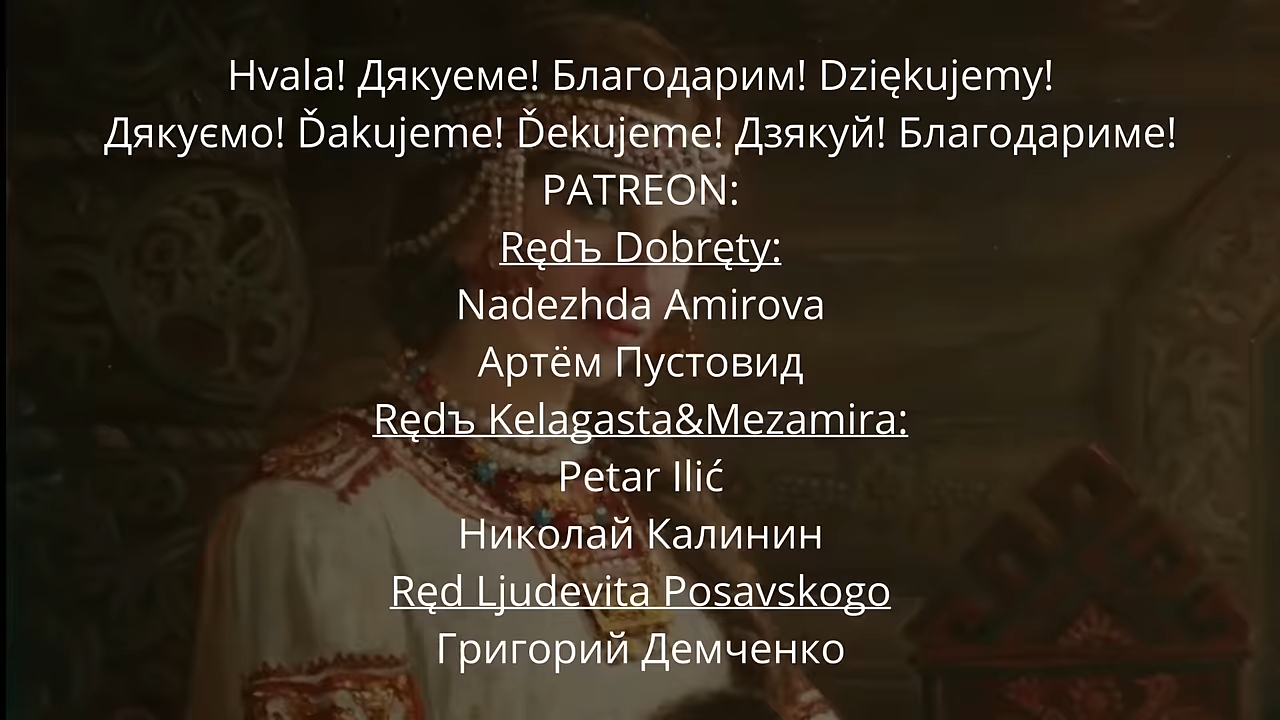 Hvala! Дякуеме! Благодарим! Dziękujemy!
Дякуємо! Ďakujeme! Ďekujeme! Дзякуй! Благодариме!
PATREON:
Rędъ Dobręty:
Nadezhda Amirova
Артём Пустовид
Rędъ Kelagasta&Mezamira:
Petar Ilić
Николай Калинин
Ręd Ljudevita Posavskogo
Григорий Демченко